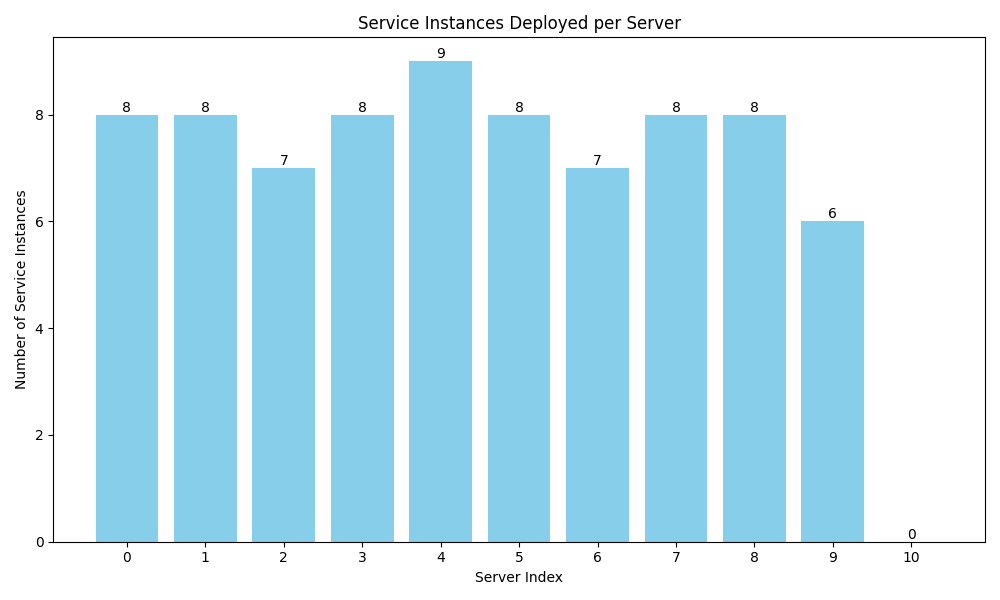 Service Instances Deployed per Server
Number of Service Instances
8
6
4
2
0
8 8 7 8 9 8 7 8 8 6 0
0 1 2 3 4 5 6 7 8 9 10
Server Index